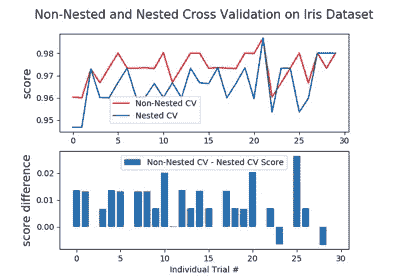 Non-Nested and Nested Cross Validation on Iris Dataset
score
0.98
0.97
0.96
0.95
Non-Nested CV
Nested CV
0 5 10 15 20 25 30
score difference
0.02
0.01
0.00
Non-Nested CV - Nested CV Score
0 5 10 15 20 25 30
Individual Trial #